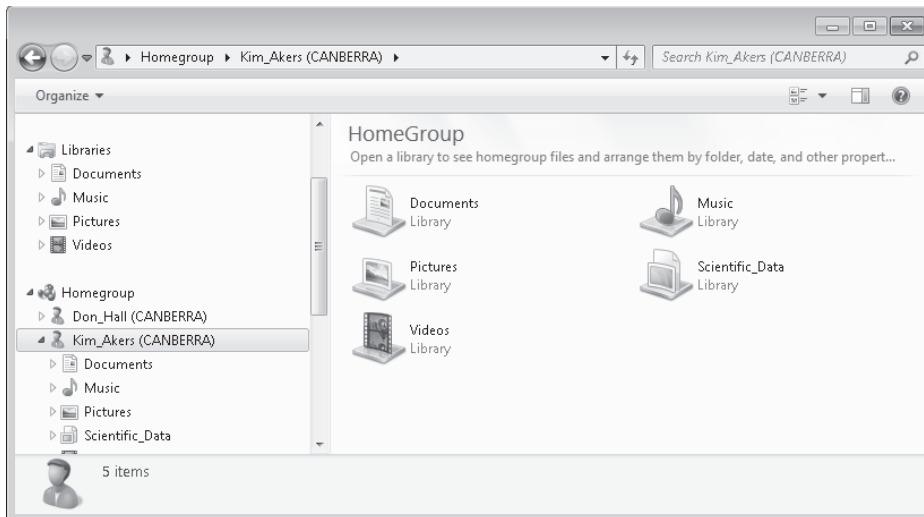 Homegroup ▸ Kim_Akers (CANBERRA) ▸
Search Kim_Akers (CANBERRA)
Organize
Libraries
Documents
Music
Pictures
Videos
Homegroup
Don_Hall (CANBERRA)
Kim_Akers (CANBERRA)
Documents
Music
Pictures
Scientific_Data
HomeGroup
Open a library to see homegroup files and arrange them by folder, date, and other propert...
Documents
Library
Music
Library
Pictures
Library
Scientific_Data
Library
Videos
Library
5 items